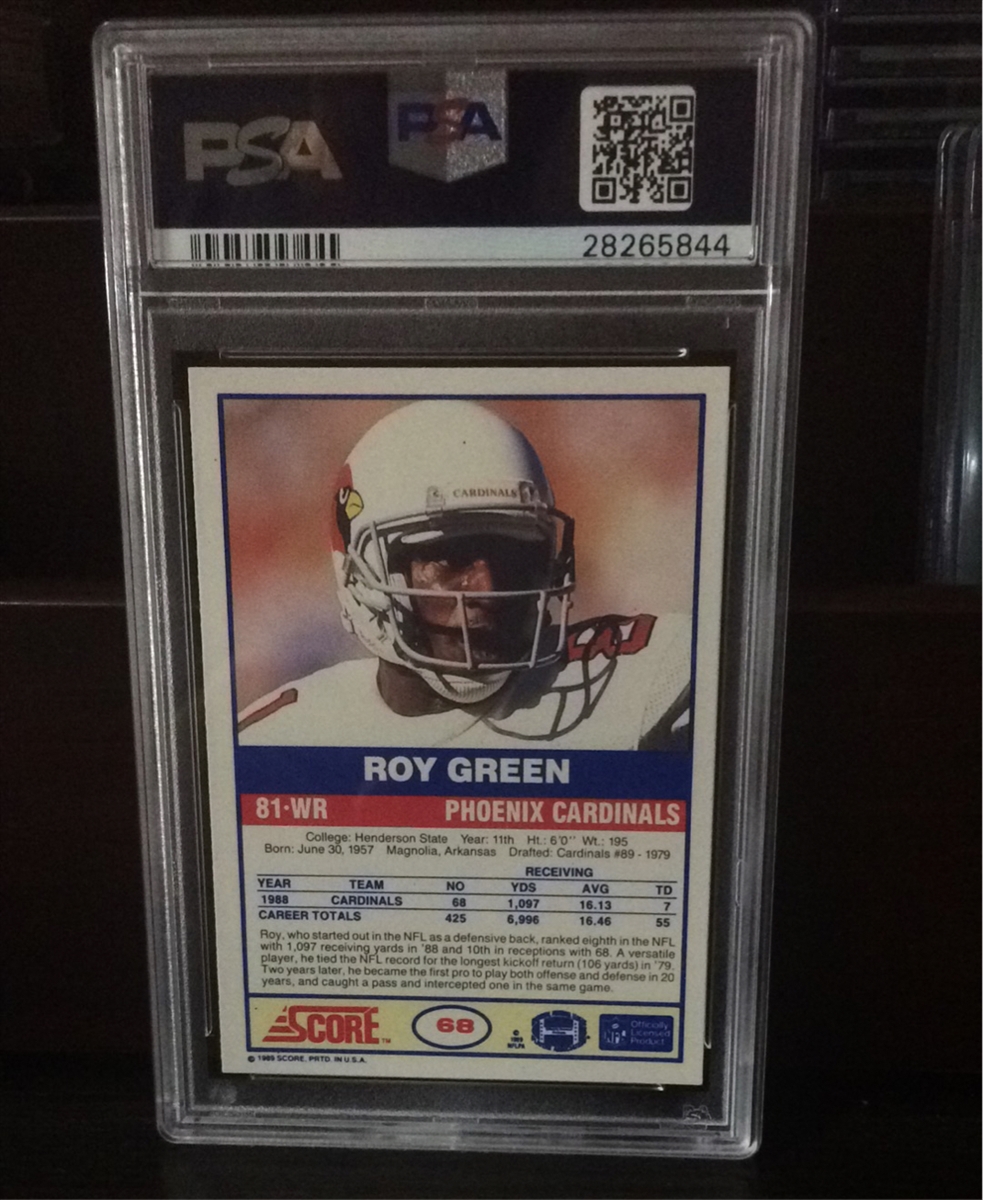 PSA
PSA
28265844
CARDINALS
ROY GREEN
81·WR PHOENIX CARDINALS
College: Henderson State Year: 11th Ht.: 6'0" Wt.: 195
Born: June 30, 1957 Magnolia, Arkansas Drafted: Cardinals #89 - 1979
RECEIVING
YEAR TEAM NO YDS AVG TD
1988 CARDINALS 68 1,097 16.13 7
CAREER TOTALS 425 6,996 16.46 55
Roy, who started out in the NFL as a defensive back, ranked eighth in the NFL
with 1,097 receiving yards in '88 and 10th in receptions with 68. A versatile
player, he tied the NFL record for the longest kickoff return (106 yards) in '79.
Two years later, he became the first pro to play both offense and defense in 20
years, and caught a pass and intercepted one in the same game.
SCORE™ 68
© 1989 NFLPA
NFL
Officially
Licensed
Product
© 1989 SCORE. PRTD. IN U.S.A.
PSA